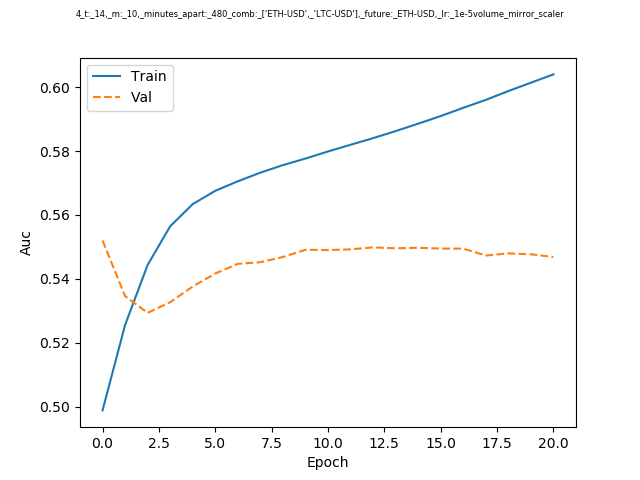 4_t:_14,_m:_10,_minutes_apart:_480_comb:_['ETH-USD',_'LTC-USD'],_future:_ETH-USD,_lr:_1e-5volume_mirror_scaler
Train
Val
0.60
0.58
0.56
0.54
0.52
0.50
Auc
0.0 2.5 5.0 7.5 10.0 12.5 15.0 17.5 20.0
Epoch